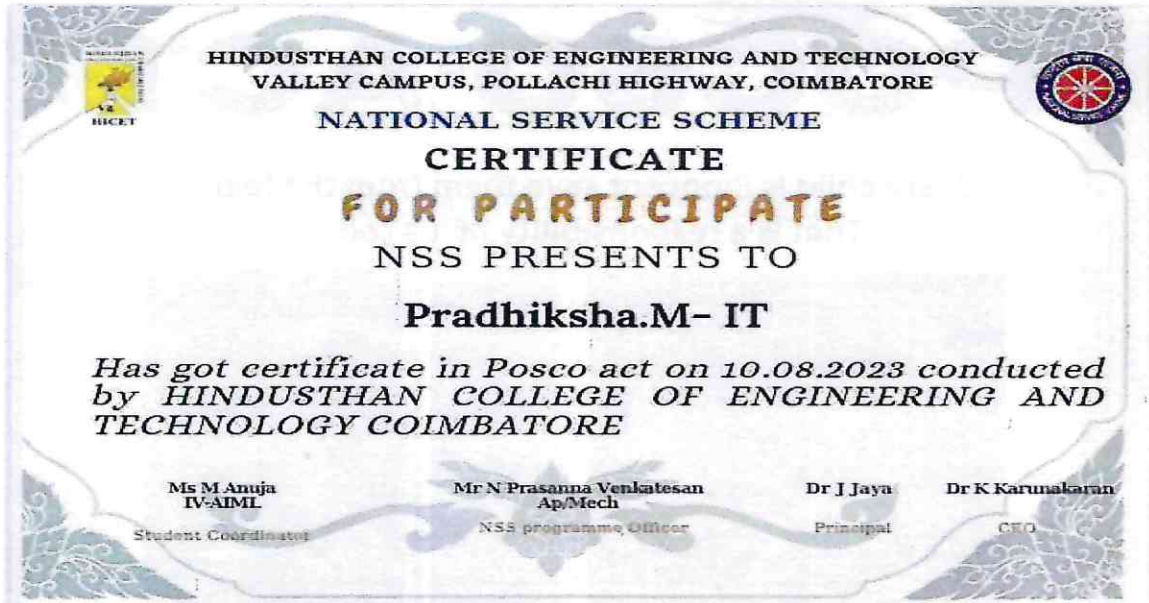 HINDUSTHAN COLLEGE OF ENGINEERING AND TECHNOLOGY
VALLEY CAMPUS, POLLACHI HIGHWAY, COIMBATORE
HICET
NATIONAL SERVICE SCHEME
CERTIFICATE
FOR PARTICIPATE
NSS PRESENTS TO
Pradhiksha.M– IT
Has got certificate in Posco act on 10.08.2023 conducted
by HINDUSTHAN COLLEGE OF ENGINEERING AND
TECHNOLOGY COIMBATORE
Ms M Anuja Mr N Prasanna Venkatesan Dr J Jaya Dr K Karunakaran
IV-AIML Ap/Mech
Student Coordinator NSS programme Officer Principal CEO